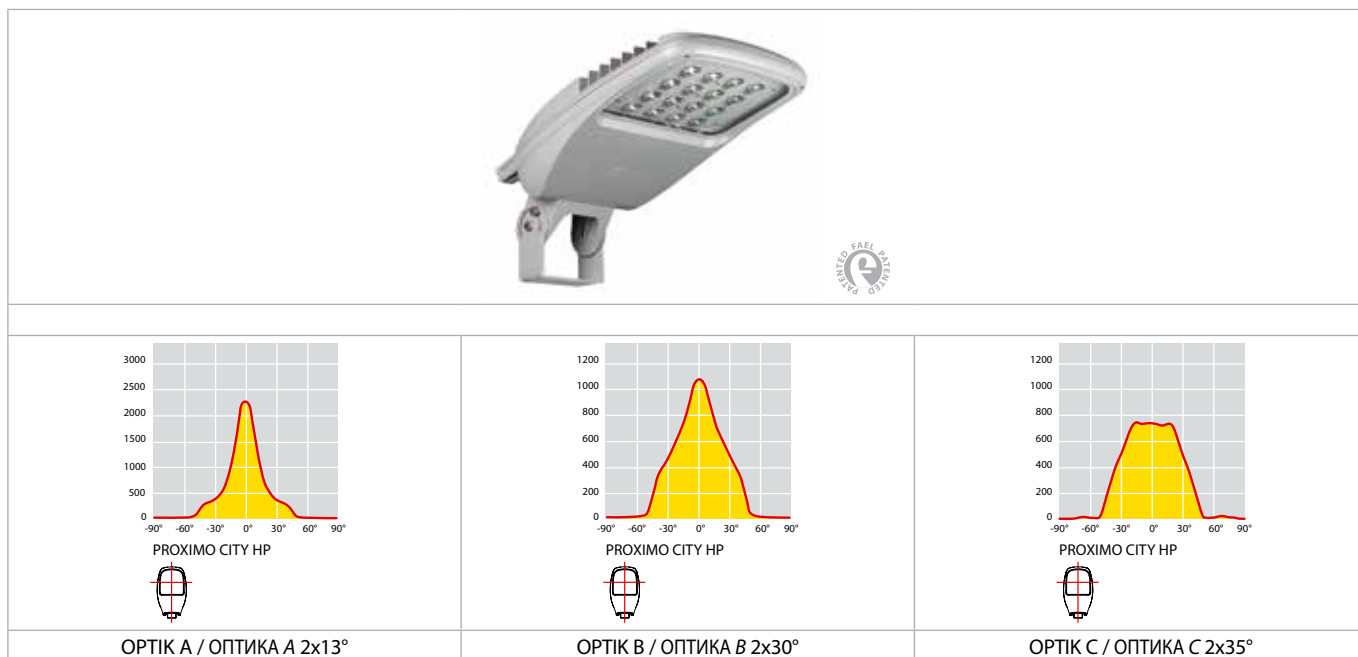 PATENTED FAEL PATENTED
3000
2500
2000
1500
1000
500
0
-90° -60° -30° 0° 30° 60° 90°
PROXIMO CITY HP
OPTIK A / ОПТИКА A 2x13°
1200
1000
800
600
400
200
0
-90° -60° -30° 0° 30° 60° 90°
PROXIMO CITY HP
OPTIK B / ОПТИКА B 2x30°
1200
1000
800
600
400
200
0
-90° -60° -30° 0° 30° 60° 90°
PROXIMO CITY HP
OPTIK C / ОПТИКА C 2x35°